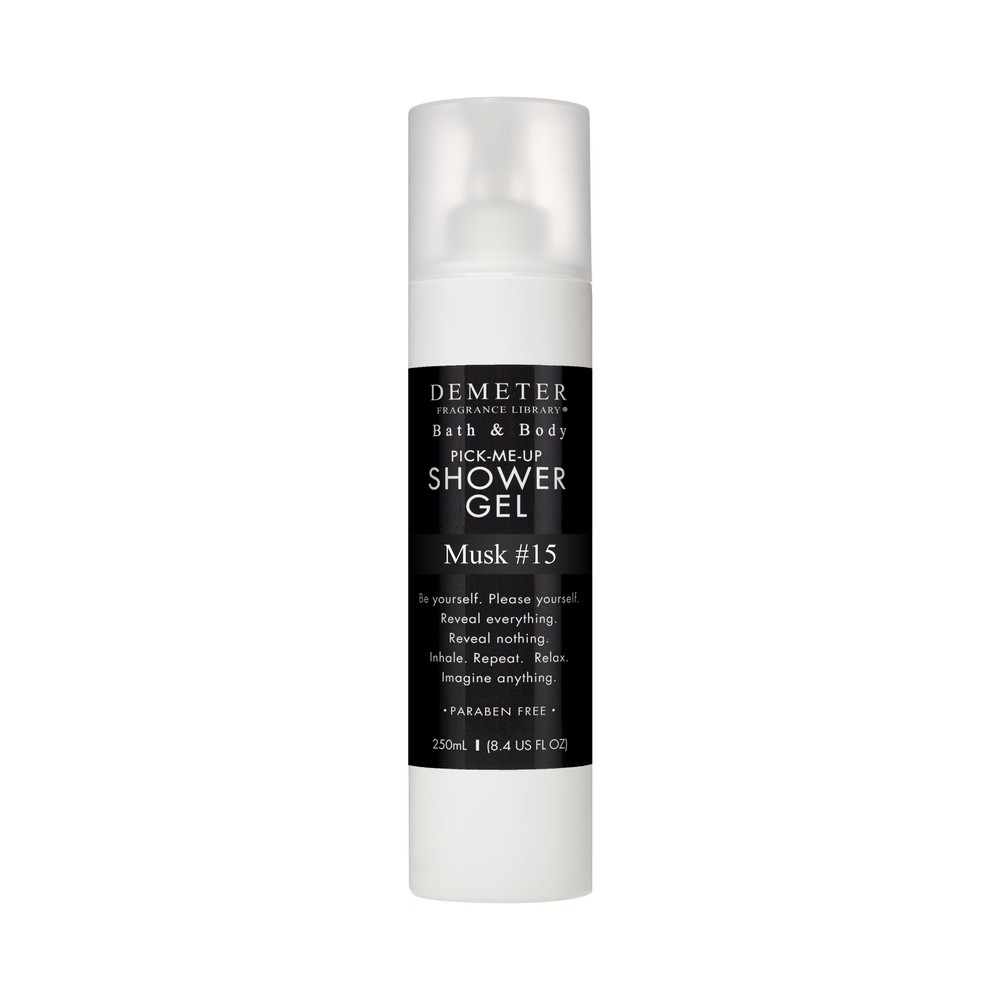 DEMETER
FRAGRANCE LIBRARY®
Bath & Body
PICK-ME-UP
SHOWER
GEL
Musk #15
Be yourself. Please yourself.
Reveal everything.
Reveal nothing.
Inhale. Repeat. Relax.
Imagine anything.
• PARABEN FREE •
250mL | (8.4 US FL OZ)